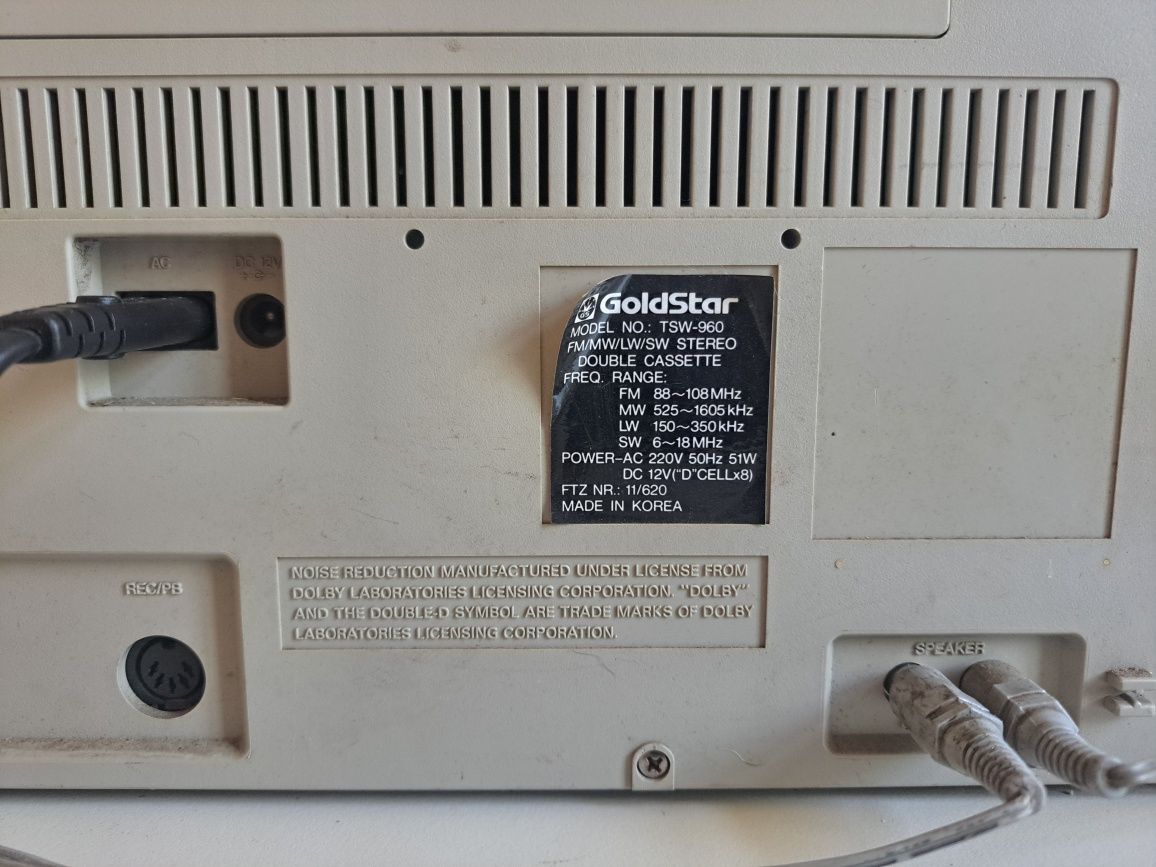 AC
DC 12V
GoldStar
MODEL NO.: TSW-960
FM/MW/LW/SW STEREO
DOUBLE CASSETTE
FREQ. RANGE:
FM 88~108MHz
MW 525~1605kHz
LW 150~350kHz
SW 6~18MHz
POWER-AC 220V 50Hz 51W
DC 12V("D"CELLx8)
FTZ NR.: 11/620
MADE IN KOREA
NOISE REDUCTION MANUFACTURED UNDER LICENSE FROM
DOLBY LABORATORIES LICENSING CORPORATION. "DOLBY"
AND THE DOUBLE-D SYMBOL ARE TRADE MARKS OF DOLBY
LABORATORIES LICENSING CORPORATION.
REC/PB
SPEAKER